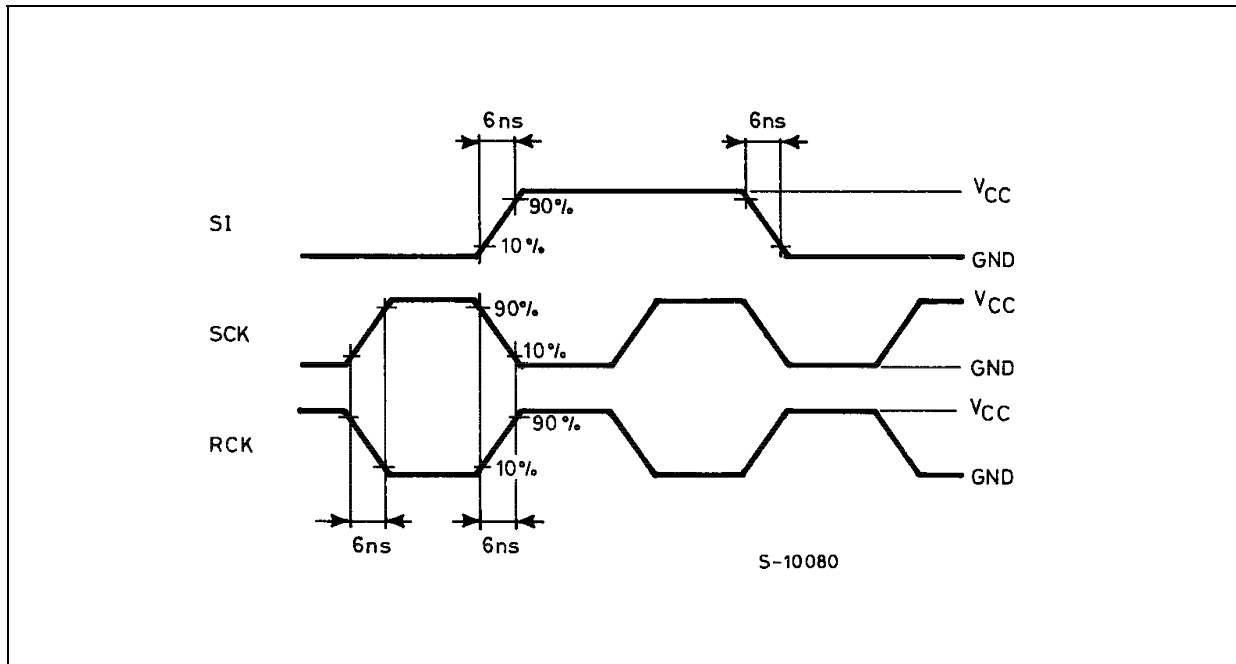 6ns 6ns
VCC
90%
SI
10%
GND
VCC
90%
SCK
10%
GND
VCC
90%
RCK
10%
GND
6ns 6ns
S-10080